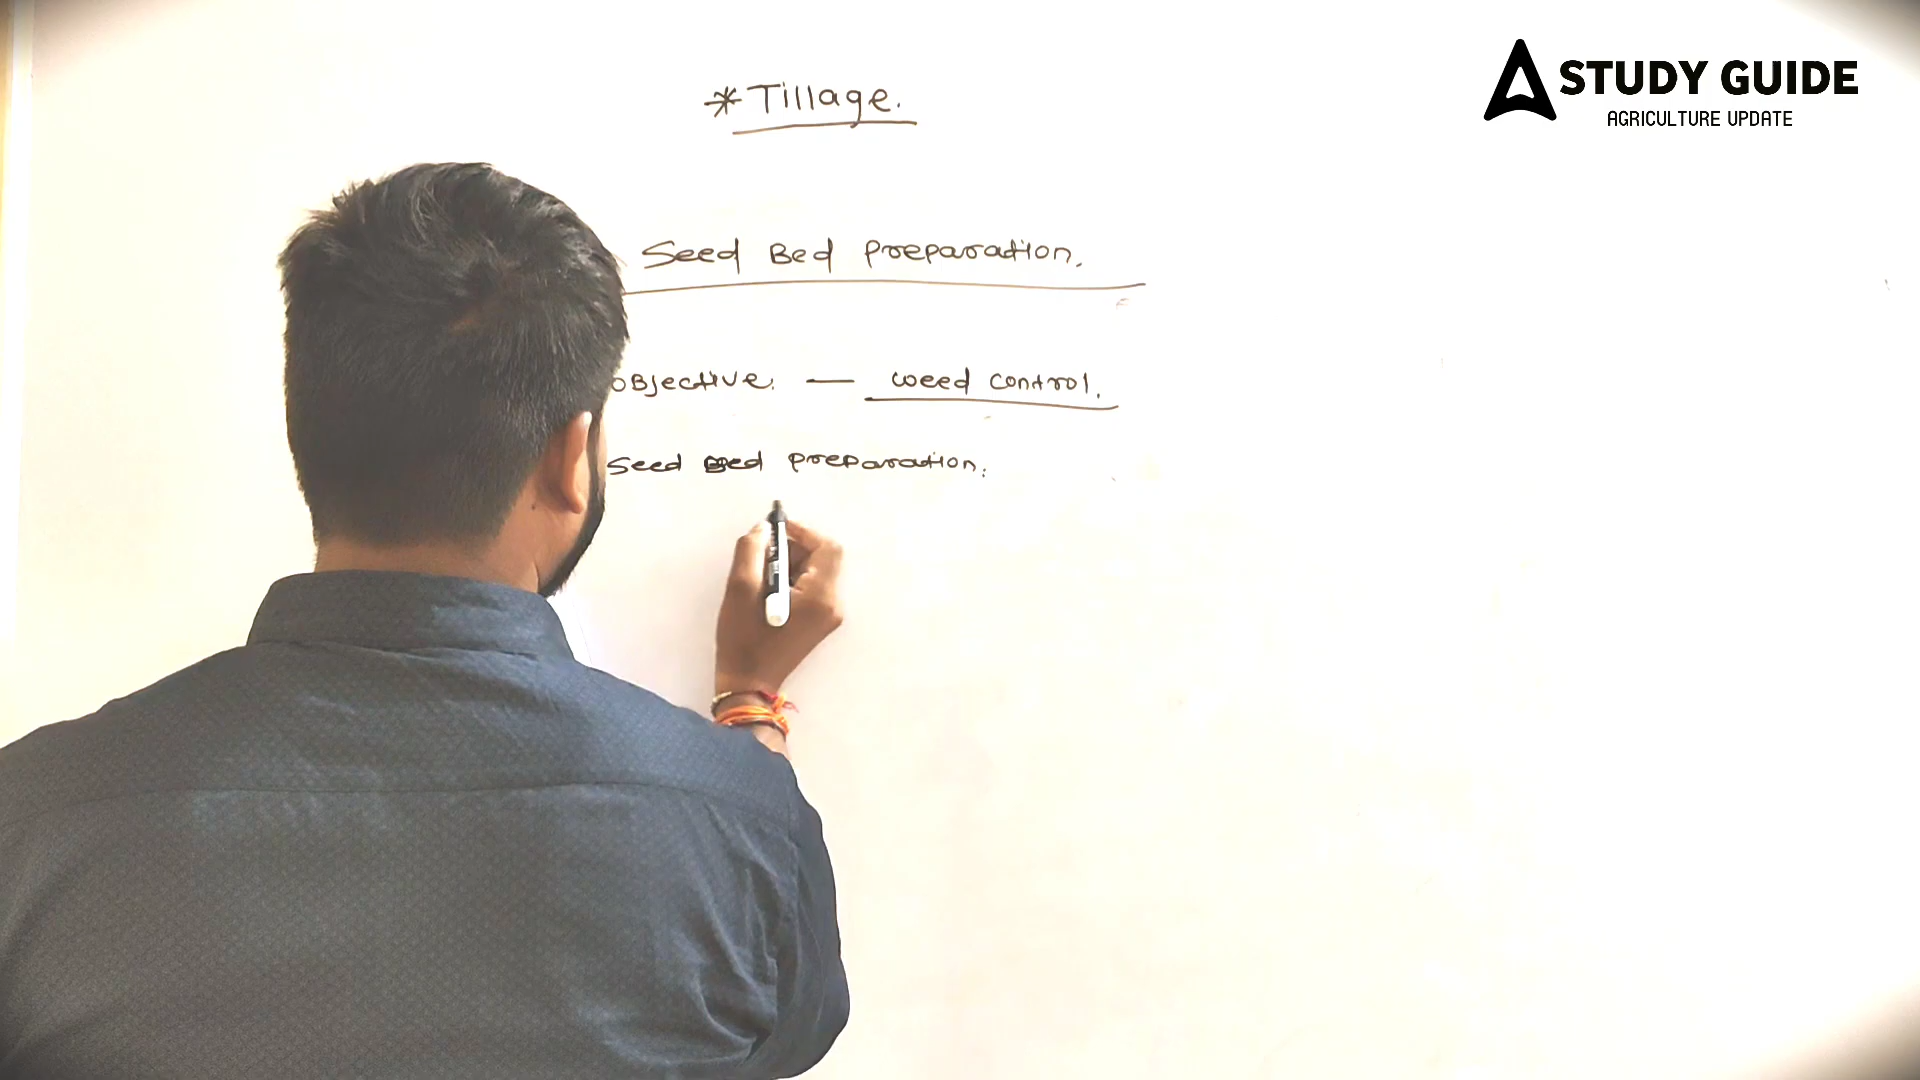 * Tillage.
STUDY GUIDE
AGRICULTURE UPDATE
Seed Bed Preparation.
Objective. — weed control.
Seed Bed preparation.